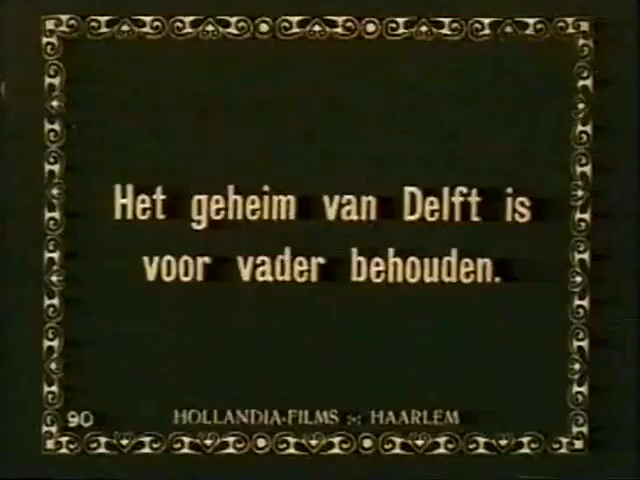 Het geheim van Delft is
voor vader behouden.
90 HOLLANDIA-FILMS :-: HAARLEM